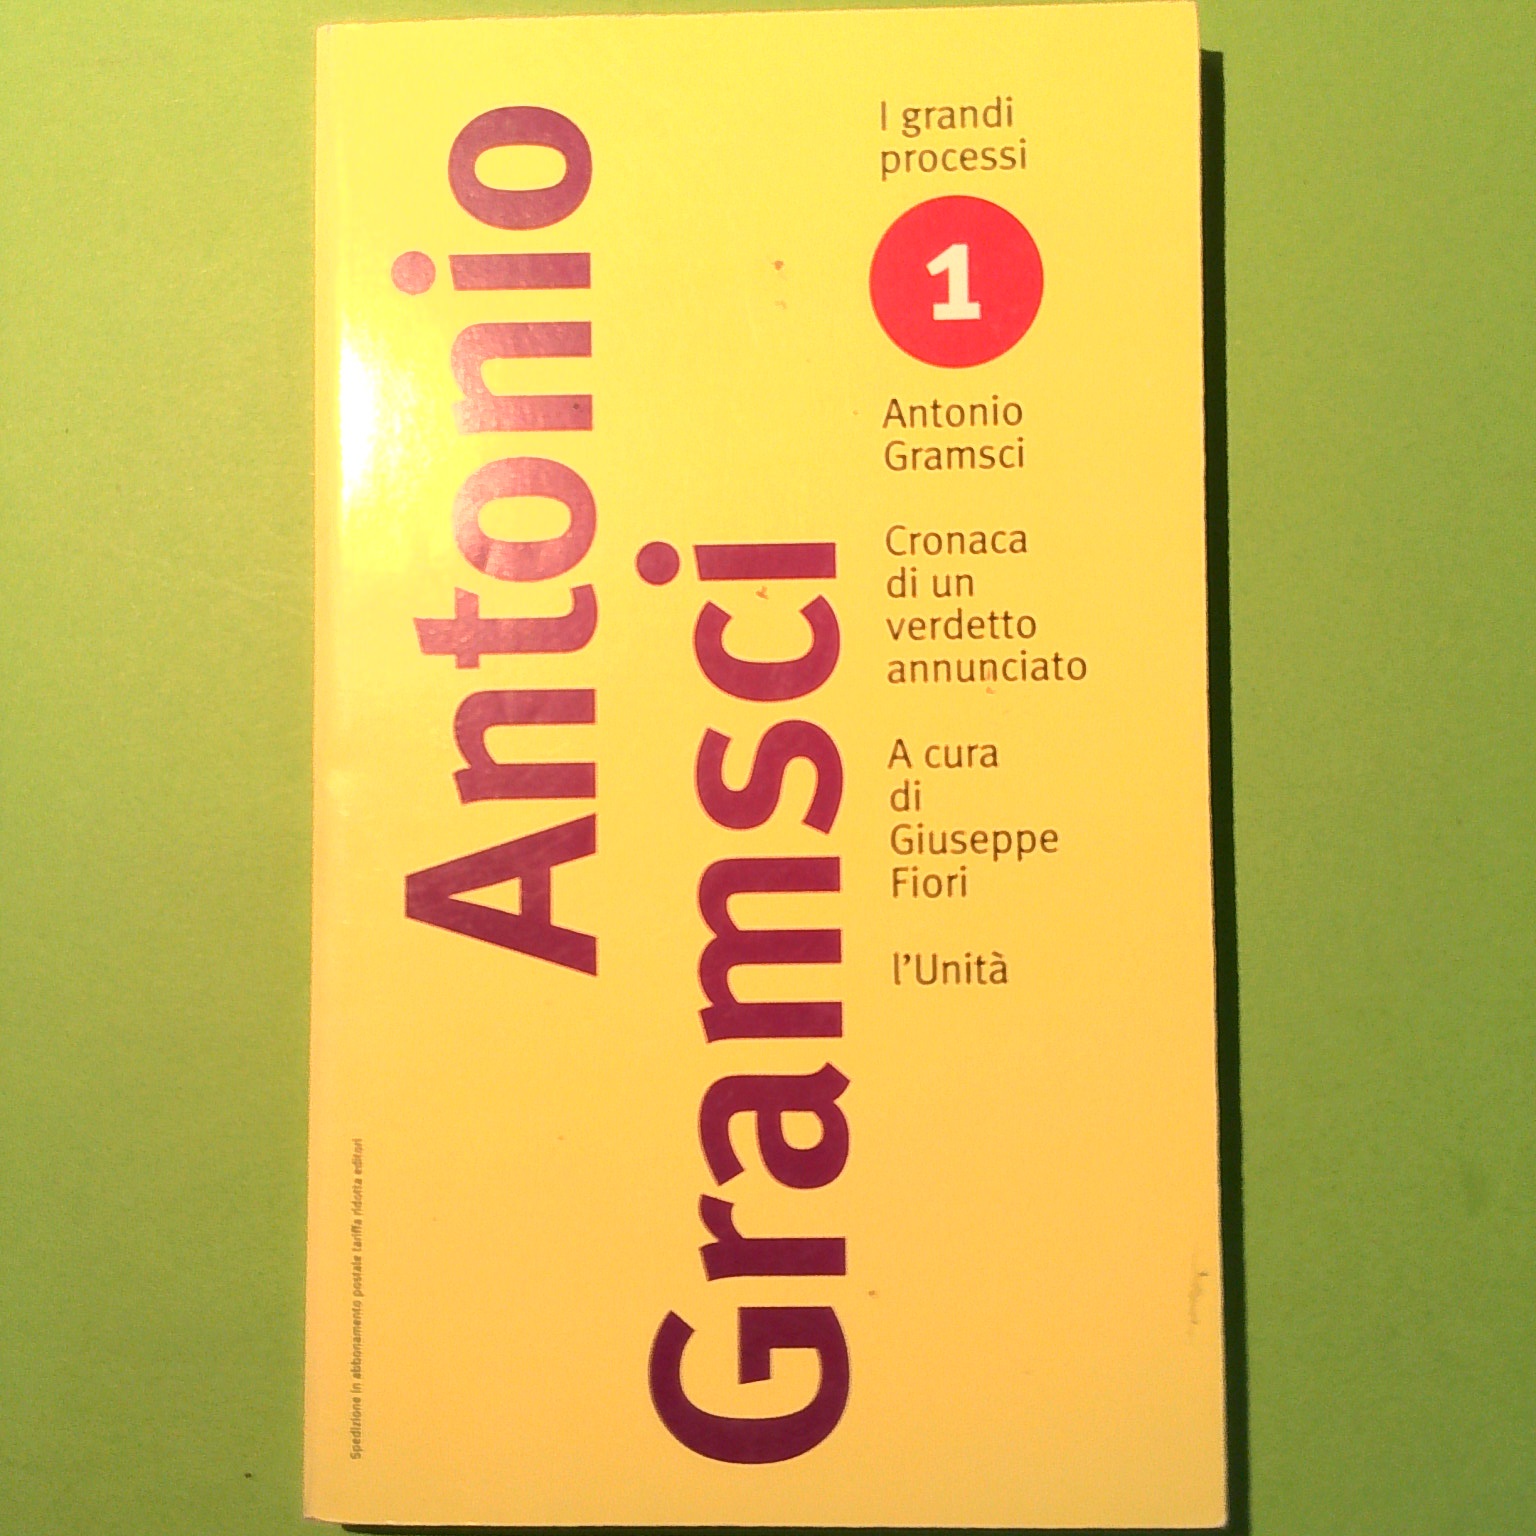 Antonio
Gramsci
I grandi
processi
1
Antonio
Gramsci
Cronaca
di un
verdetto
annunciato
A cura
di
Giuseppe
Fiori
l'Unità
Spedizione in abbonamento postale tariffa ridotta editori